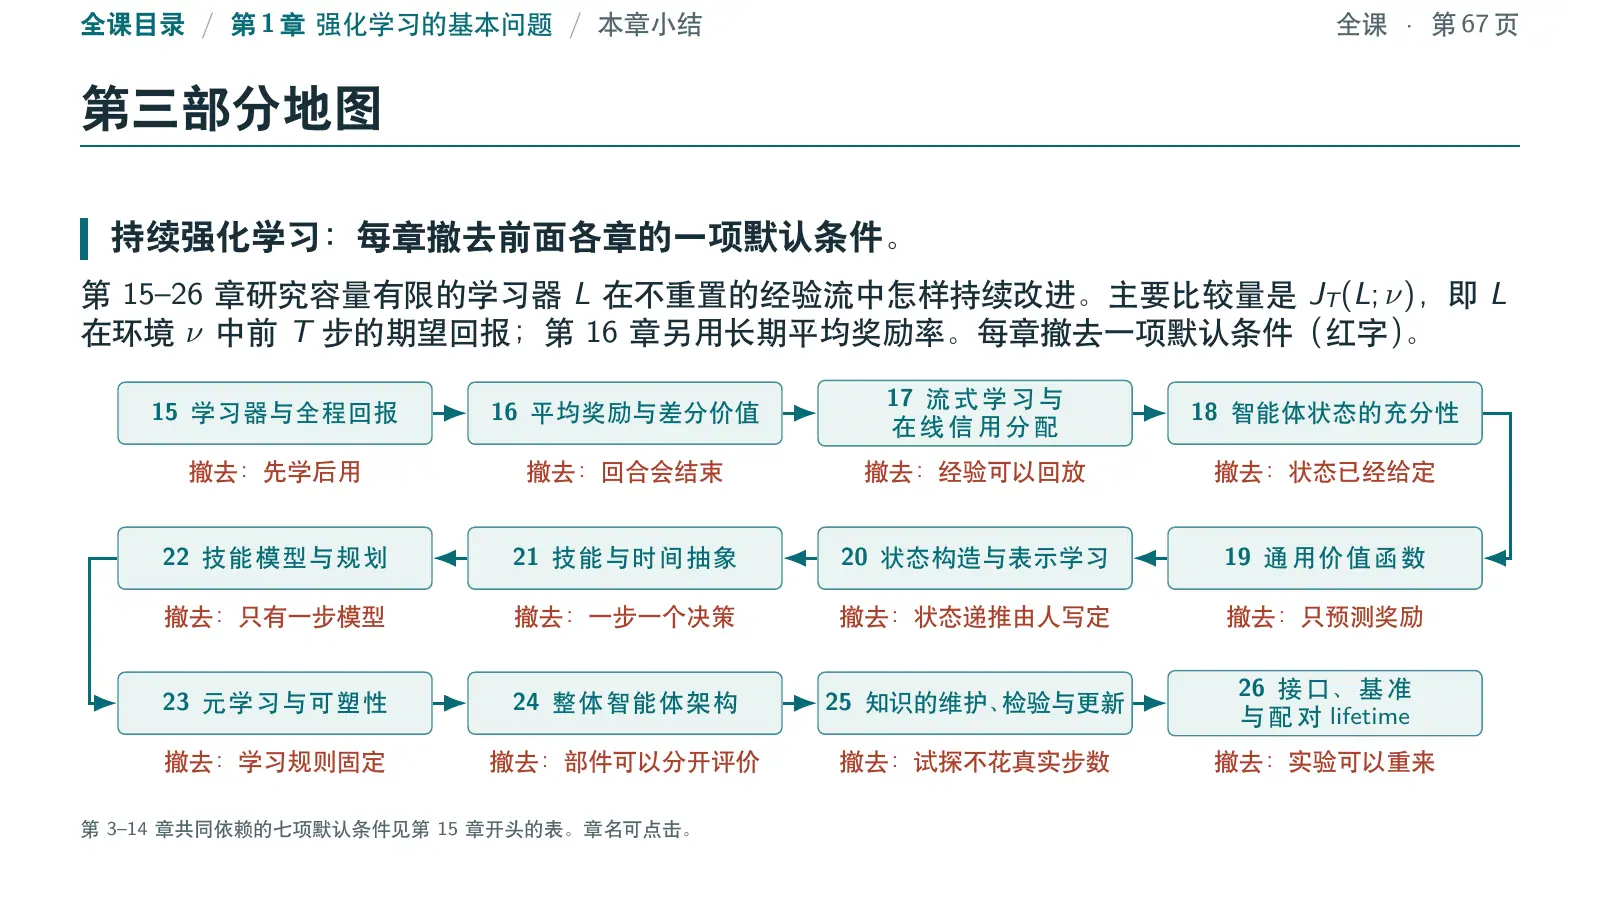 全课目录 / 第 1 章 强化学习的基本问题 / 本章小结
全课 · 第 67 页
第三部分地图
持续强化学习：每章撤去前面各章的一项默认条件。
第 15–26 章研究容量有限的学习器 L 在不重置的经验流中怎样持续改进。主要比较量是 J_T(L; ν)，即 L
在环境 ν 中前 T 步的期望回报；第 16 章另用长期平均奖励率。每章撤去一项默认条件（红字）。
15 学习器与全程回报
撤去：先学后用
16 平均奖励与差分价值
撤去：回合会结束
17 流式学习与
在线信用分配
撤去：经验可以回放
18 智能体状态的充分性
撤去：状态已经给定
19 通用价值函数
撤去：只预测奖励
20 状态构造与表示学习
撤去：状态递推由人写定
21 技能与时间抽象
撤去：一步一个决策
22 技能模型与规划
撤去：只有一步模型
23 元学习与可塑性
撤去：学习规则固定
24 整体智能体架构
撤去：部件可以分开评价
25 知识的维护、检验与更新
撤去：试探不花真实步数
26 接口、基准
与配对 lifetime
撤去：实验可以重来
第 3–14 章共同依赖的七项默认条件见第 15 章开头的表。章名可点击。